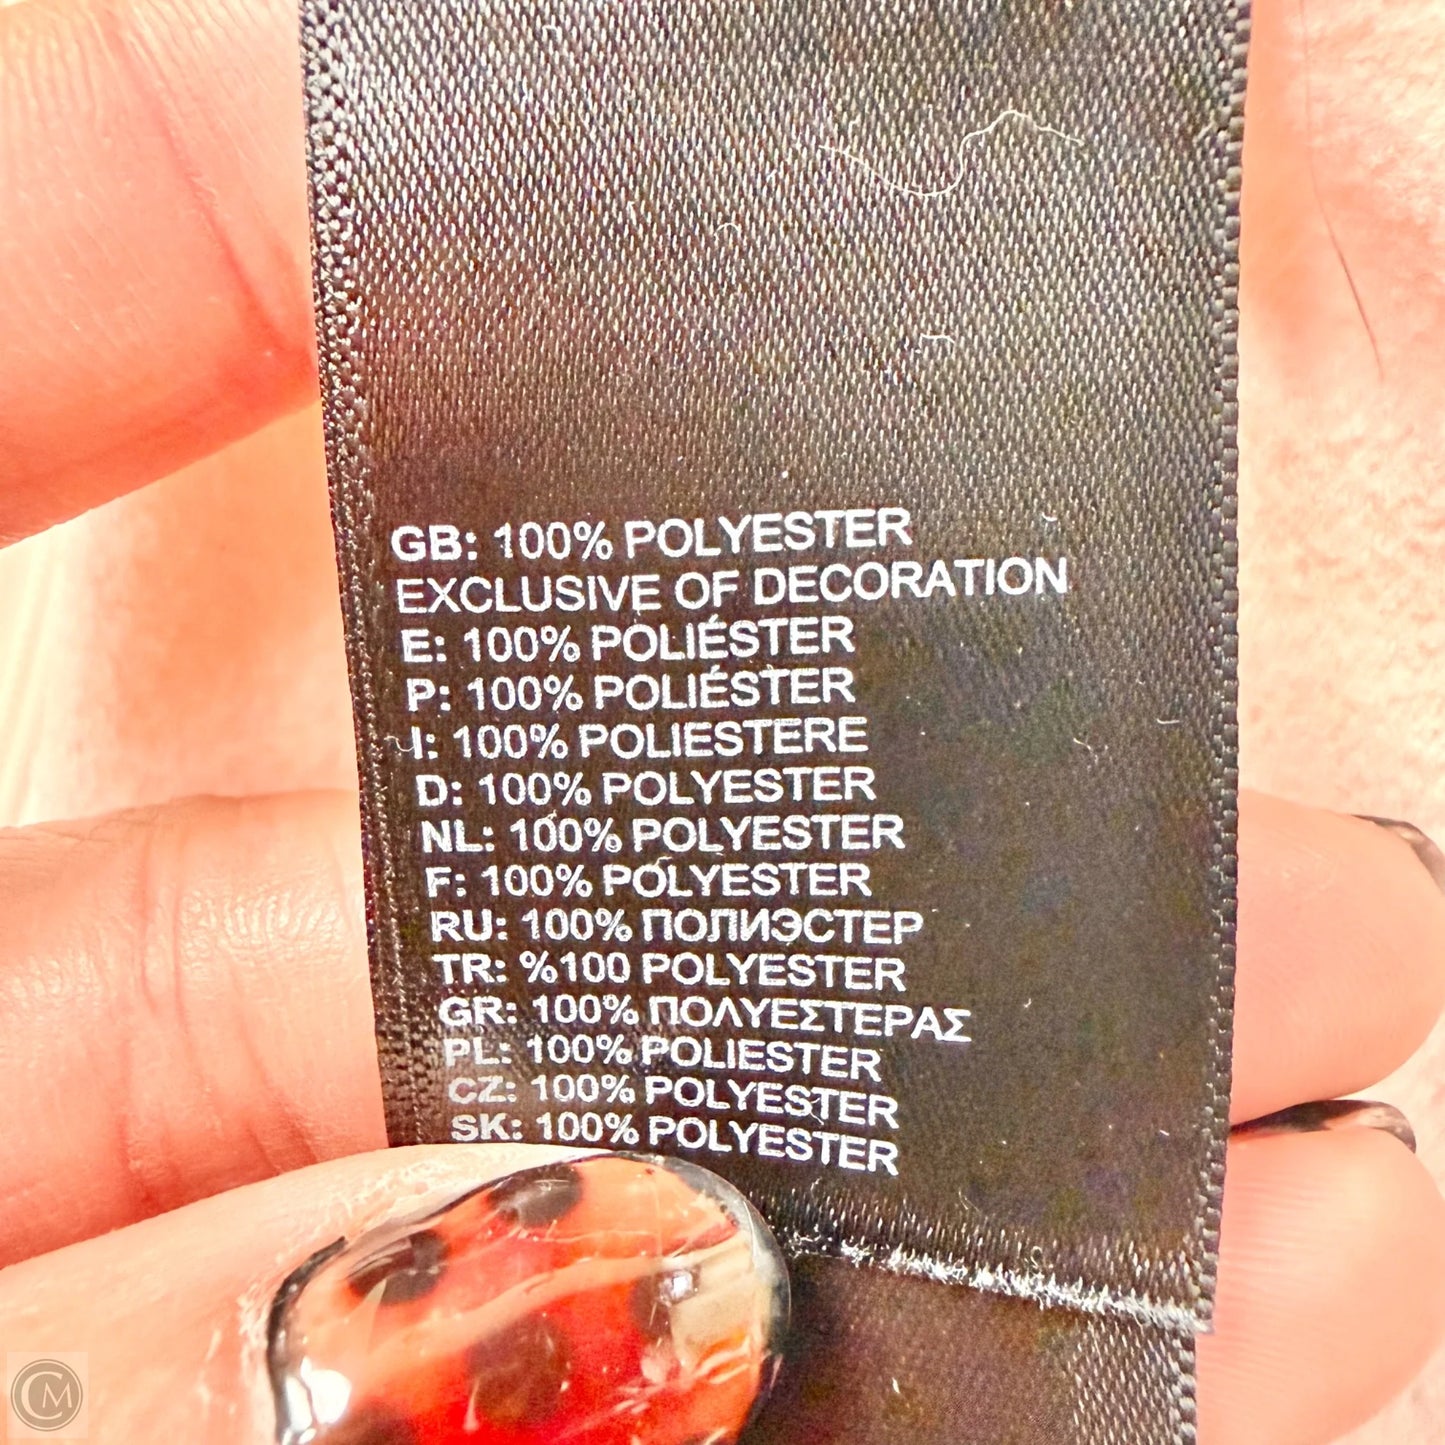 GB: 100% POLYESTER
EXCLUSIVE OF DECORATION
E: 100% POLIÉSTER
P: 100% POLIÉSTER
I: 100% POLIESTERE
D: 100% POLYESTER
NL: 100% POLYESTER
F: 100% POLYESTER
RU: 100% ПОЛИЭСТЕР
TR: %100 POLYESTER
GR: 100% ΠΟΛΥΕΣΤΕΡΑΣ
PL: 100% POLIESTER
CZ: 100% POLYESTER
SK: 100% POLYESTER
CM